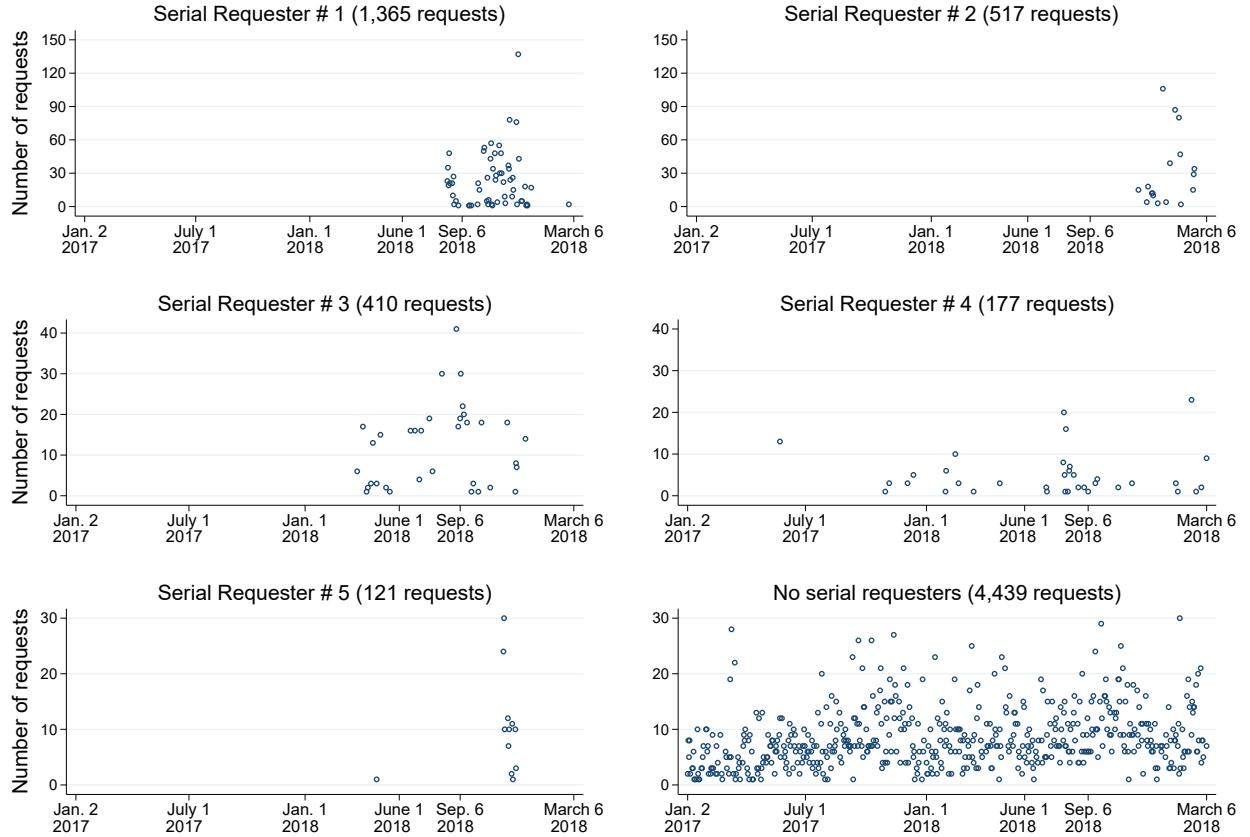 Serial Requester # 1 (1,365 requests)
Number of requests
150
120
90
60
30
0
Jan. 2 2017
July 1 2017
Jan. 1 2018
June 1 2018
Sep. 6 2018
March 6 2018
Serial Requester # 2 (517 requests)
150
120
90
60
30
0
Jan. 2 2017
July 1 2017
Jan. 1 2018
June 1 2018
Sep. 6 2018
March 6 2018
Serial Requester # 3 (410 requests)
Number of requests
40
30
20
10
0
Jan. 2 2017
July 1 2017
Jan. 1 2018
June 1 2018
Sep. 6 2018
March 6 2018
Serial Requester # 4 (177 requests)
40
30
20
10
0
Jan. 2 2017
July 1 2017
Jan. 1 2018
June 1 2018
Sep. 6 2018
March 6 2018
Serial Requester # 5 (121 requests)
Number of requests
30
20
10
0
Jan. 2 2017
July 1 2017
Jan. 1 2018
June 1 2018
Sep. 6 2018
March 6 2018
No serial requesters (4,439 requests)
30
20
10
0
Jan. 2 2017
July 1 2017
Jan. 1 2018
June 1 2018
Sep. 6 2018
March 6 2018